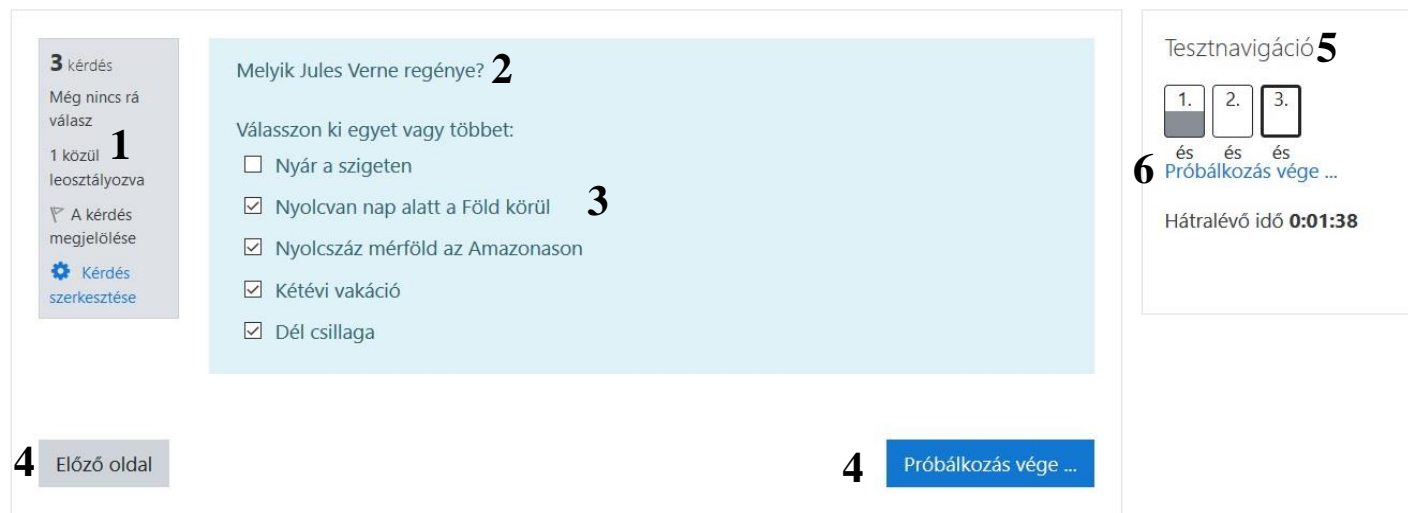 3 kérdés
Még nincs rá
válasz
1 közül
leosztályozva
1
A kérdés
megjelölése
Kérdés
szerkesztése
Melyik Jules Verne regénye? 2
Válasszon ki egyet vagy többet:
Nyár a szigeten
Nyolcvan nap alatt a Föld körül 3
Nyolcszáz mérföld az Amazonason
Kétévi vakáció
Dél csillaga
4 Előző oldal
4 Próbálkozás vége ...
Tesztnavigáció 5
1. 2. 3.
és és és
6 Próbálkozás vége ...
Hátralévő idő 0:01:38